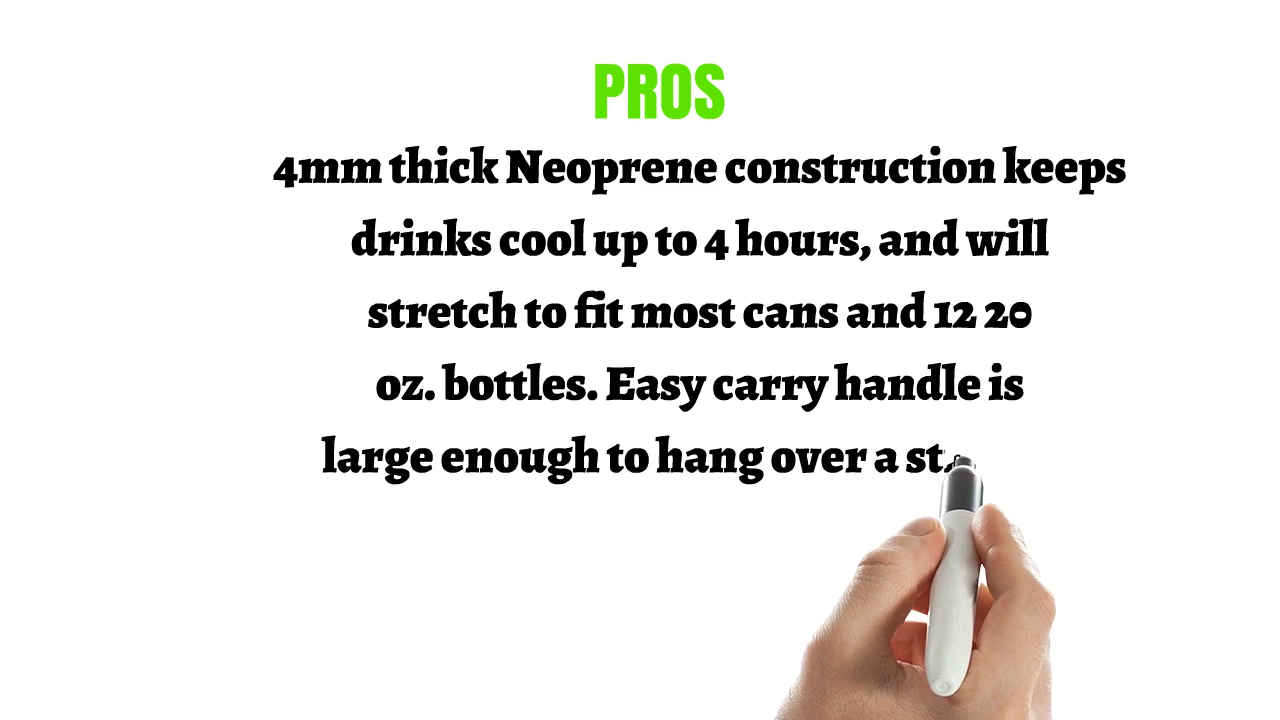 PROS
4mm thick Neoprene construction keeps
drinks cool up to 4 hours, and will
stretch to fit most cans and 12 20
oz. bottles. Easy carry handle is
large enough to hang over a